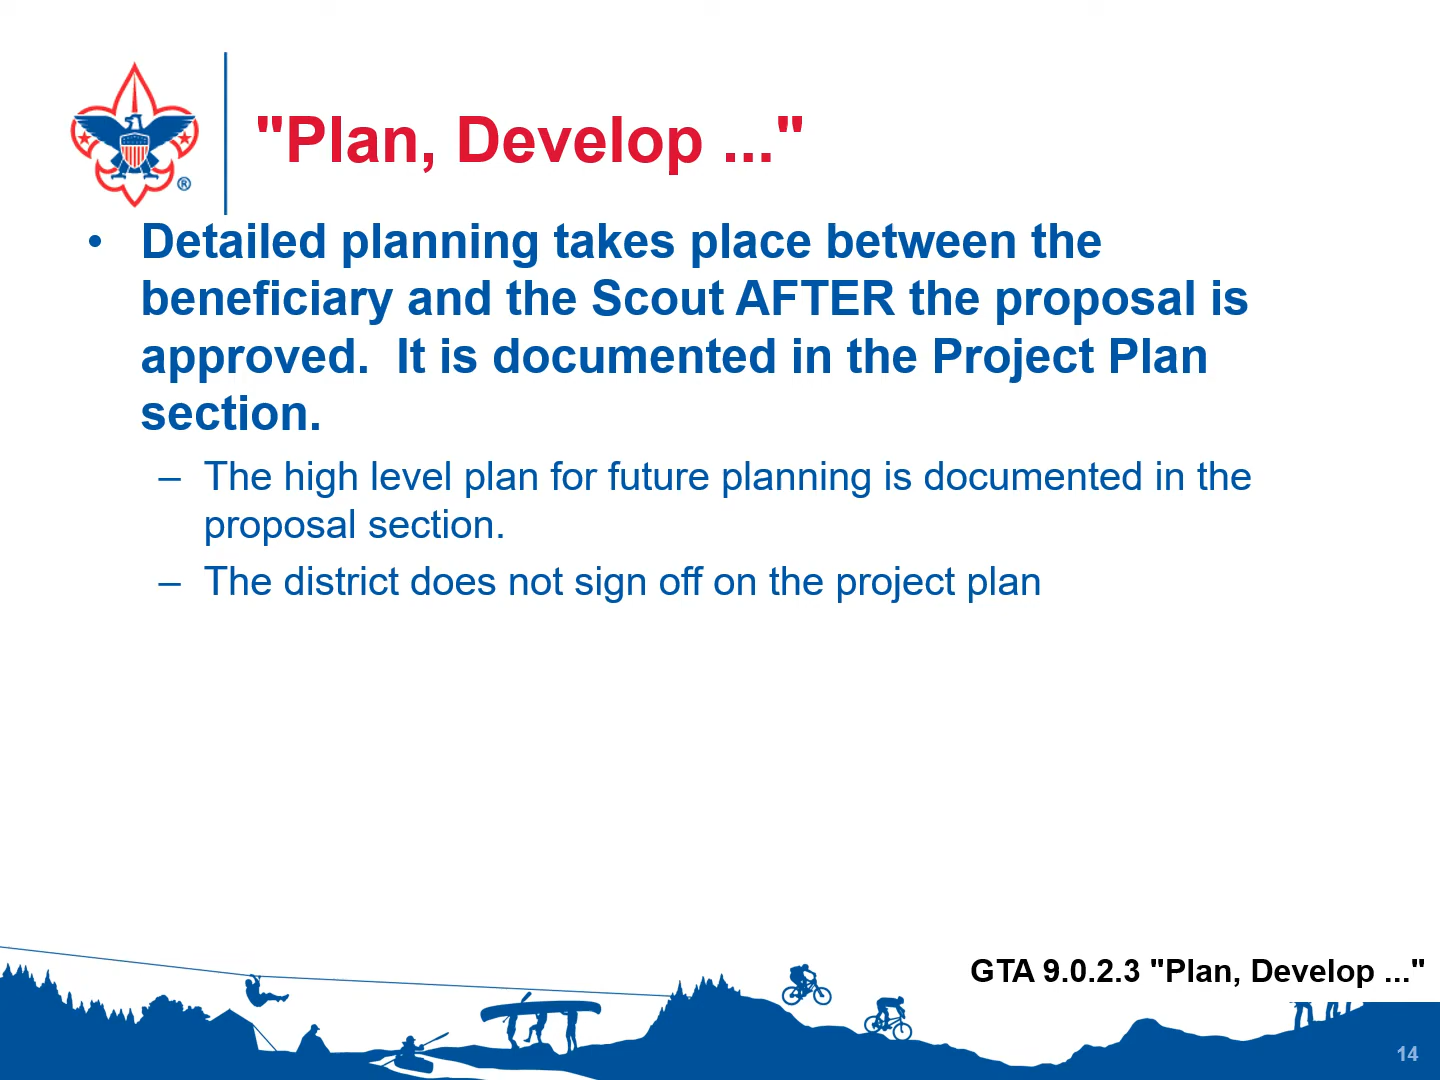 "Plan, Develop ..."
• Detailed planning takes place between the
beneficiary and the Scout AFTER the proposal is
approved.  It is documented in the Project Plan
section.
– The high level plan for future planning is documented in the
proposal section.
– The district does not sign off on the project plan
GTA 9.0.2.3 "Plan, Develop ..."
14
®